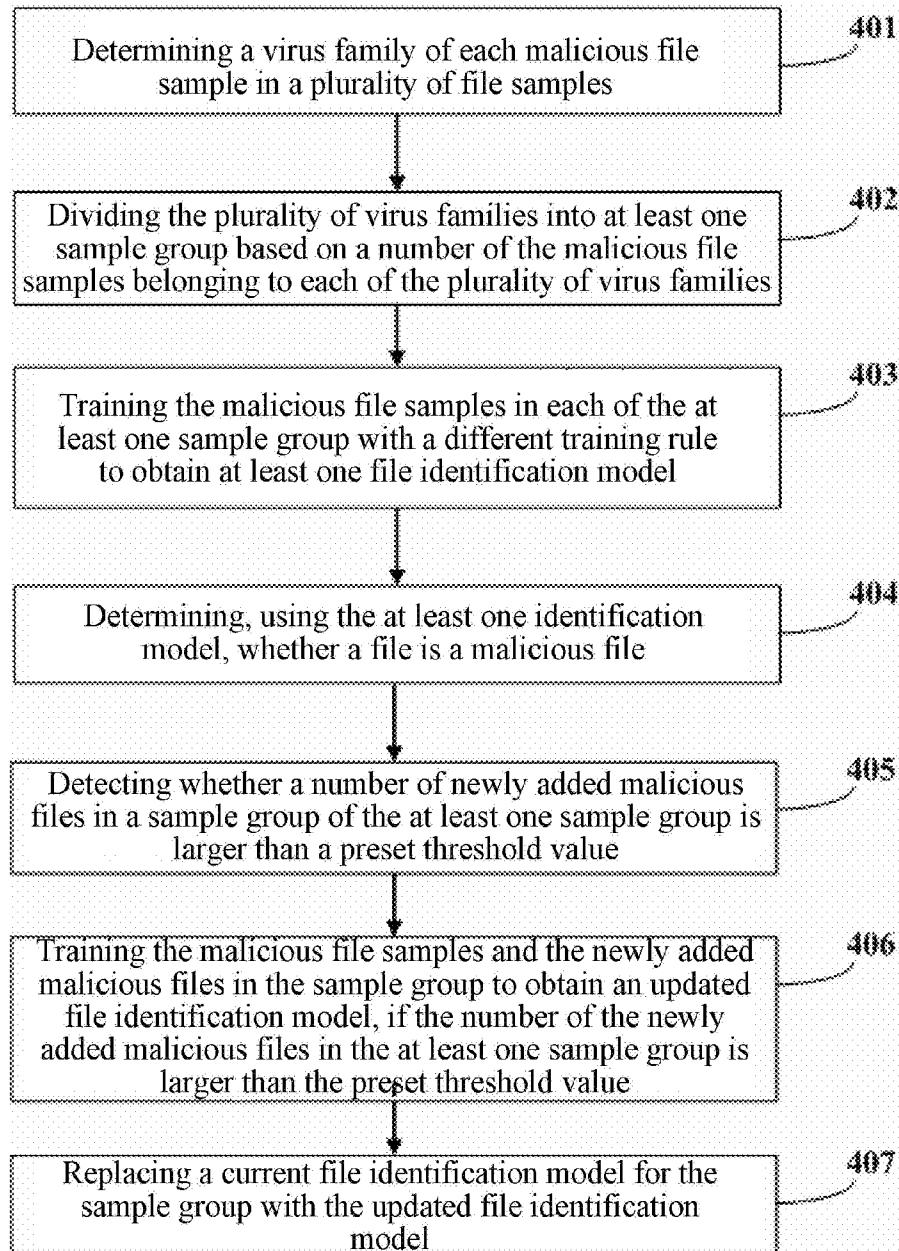 401
Determining a virus family of each malicious file
sample in a plurality of file samples
402
Dividing the plurality of virus families into at least one
sample group based on a number of the malicious file
samples belonging to each of the plurality of virus families
403
Training the malicious file samples in each of the at
least one sample group with a different training rule
to obtain at least one file identification model
404
Determining, using the at least one identification
model, whether a file is a malicious file
405
Detecting whether a number of newly added malicious
files in a sample group of the at least one sample group is
larger than a preset threshold value
406
Training the malicious file samples and the newly added
malicious files in the sample group to obtain an updated
file identification model, if the number of the newly
added malicious files in the at least one sample group is
larger than the preset threshold value
407
Replacing a current file identification model for the
sample group with the updated file identification
model